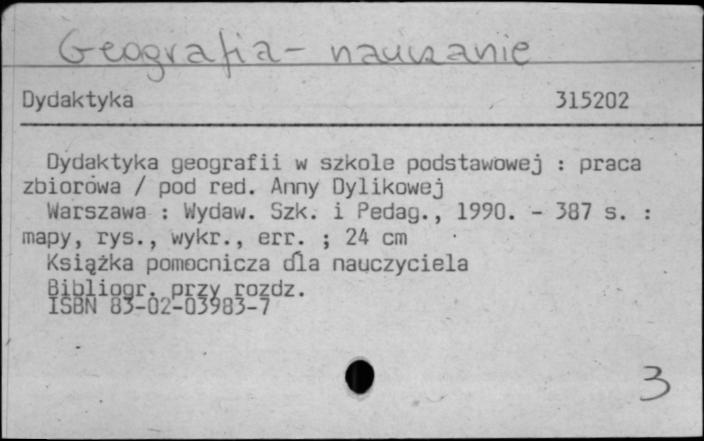 Geografia - nauczanie
Dydaktyka 315202
Dydaktyka geografii w szkole podstawowej : praca
zbiorowa / pod red. Anny Dylikowej
Warszawa : Wydaw. Szk. i Pedag., 1990. - 387 s. :
mapy, rys., wykr., err. ; 24 cm
Książka pomocnicza dla nauczyciela
Bibliogr. przy rozdz.
ISBN 83-02-03983-7
3